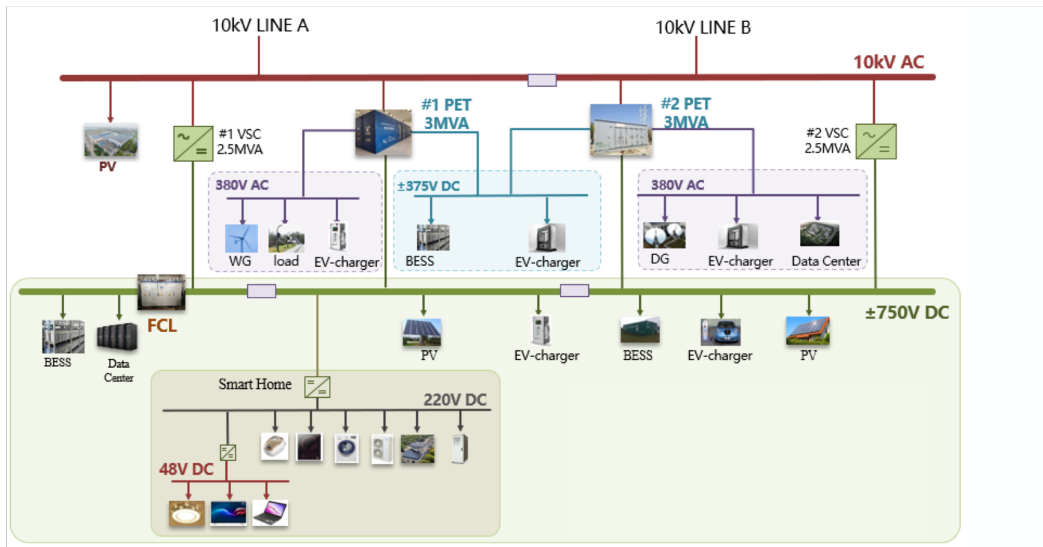 10kV LINE A
10kV LINE B
10kV AC
PV
#1 VSC
2.5MVA
#1 PET
3MVA
#2 PET
3MVA
#2 VSC
2.5MVA
380V AC
WG
load
EV-charger
±375V DC
BESS
EV-charger
380V AC
DG
EV-charger
Data Center
FCL
±750V DC
BESS
Data
Center
PV
EV-charger
BESS
EV-charger
PV
Smart Home
220V DC
48V DC